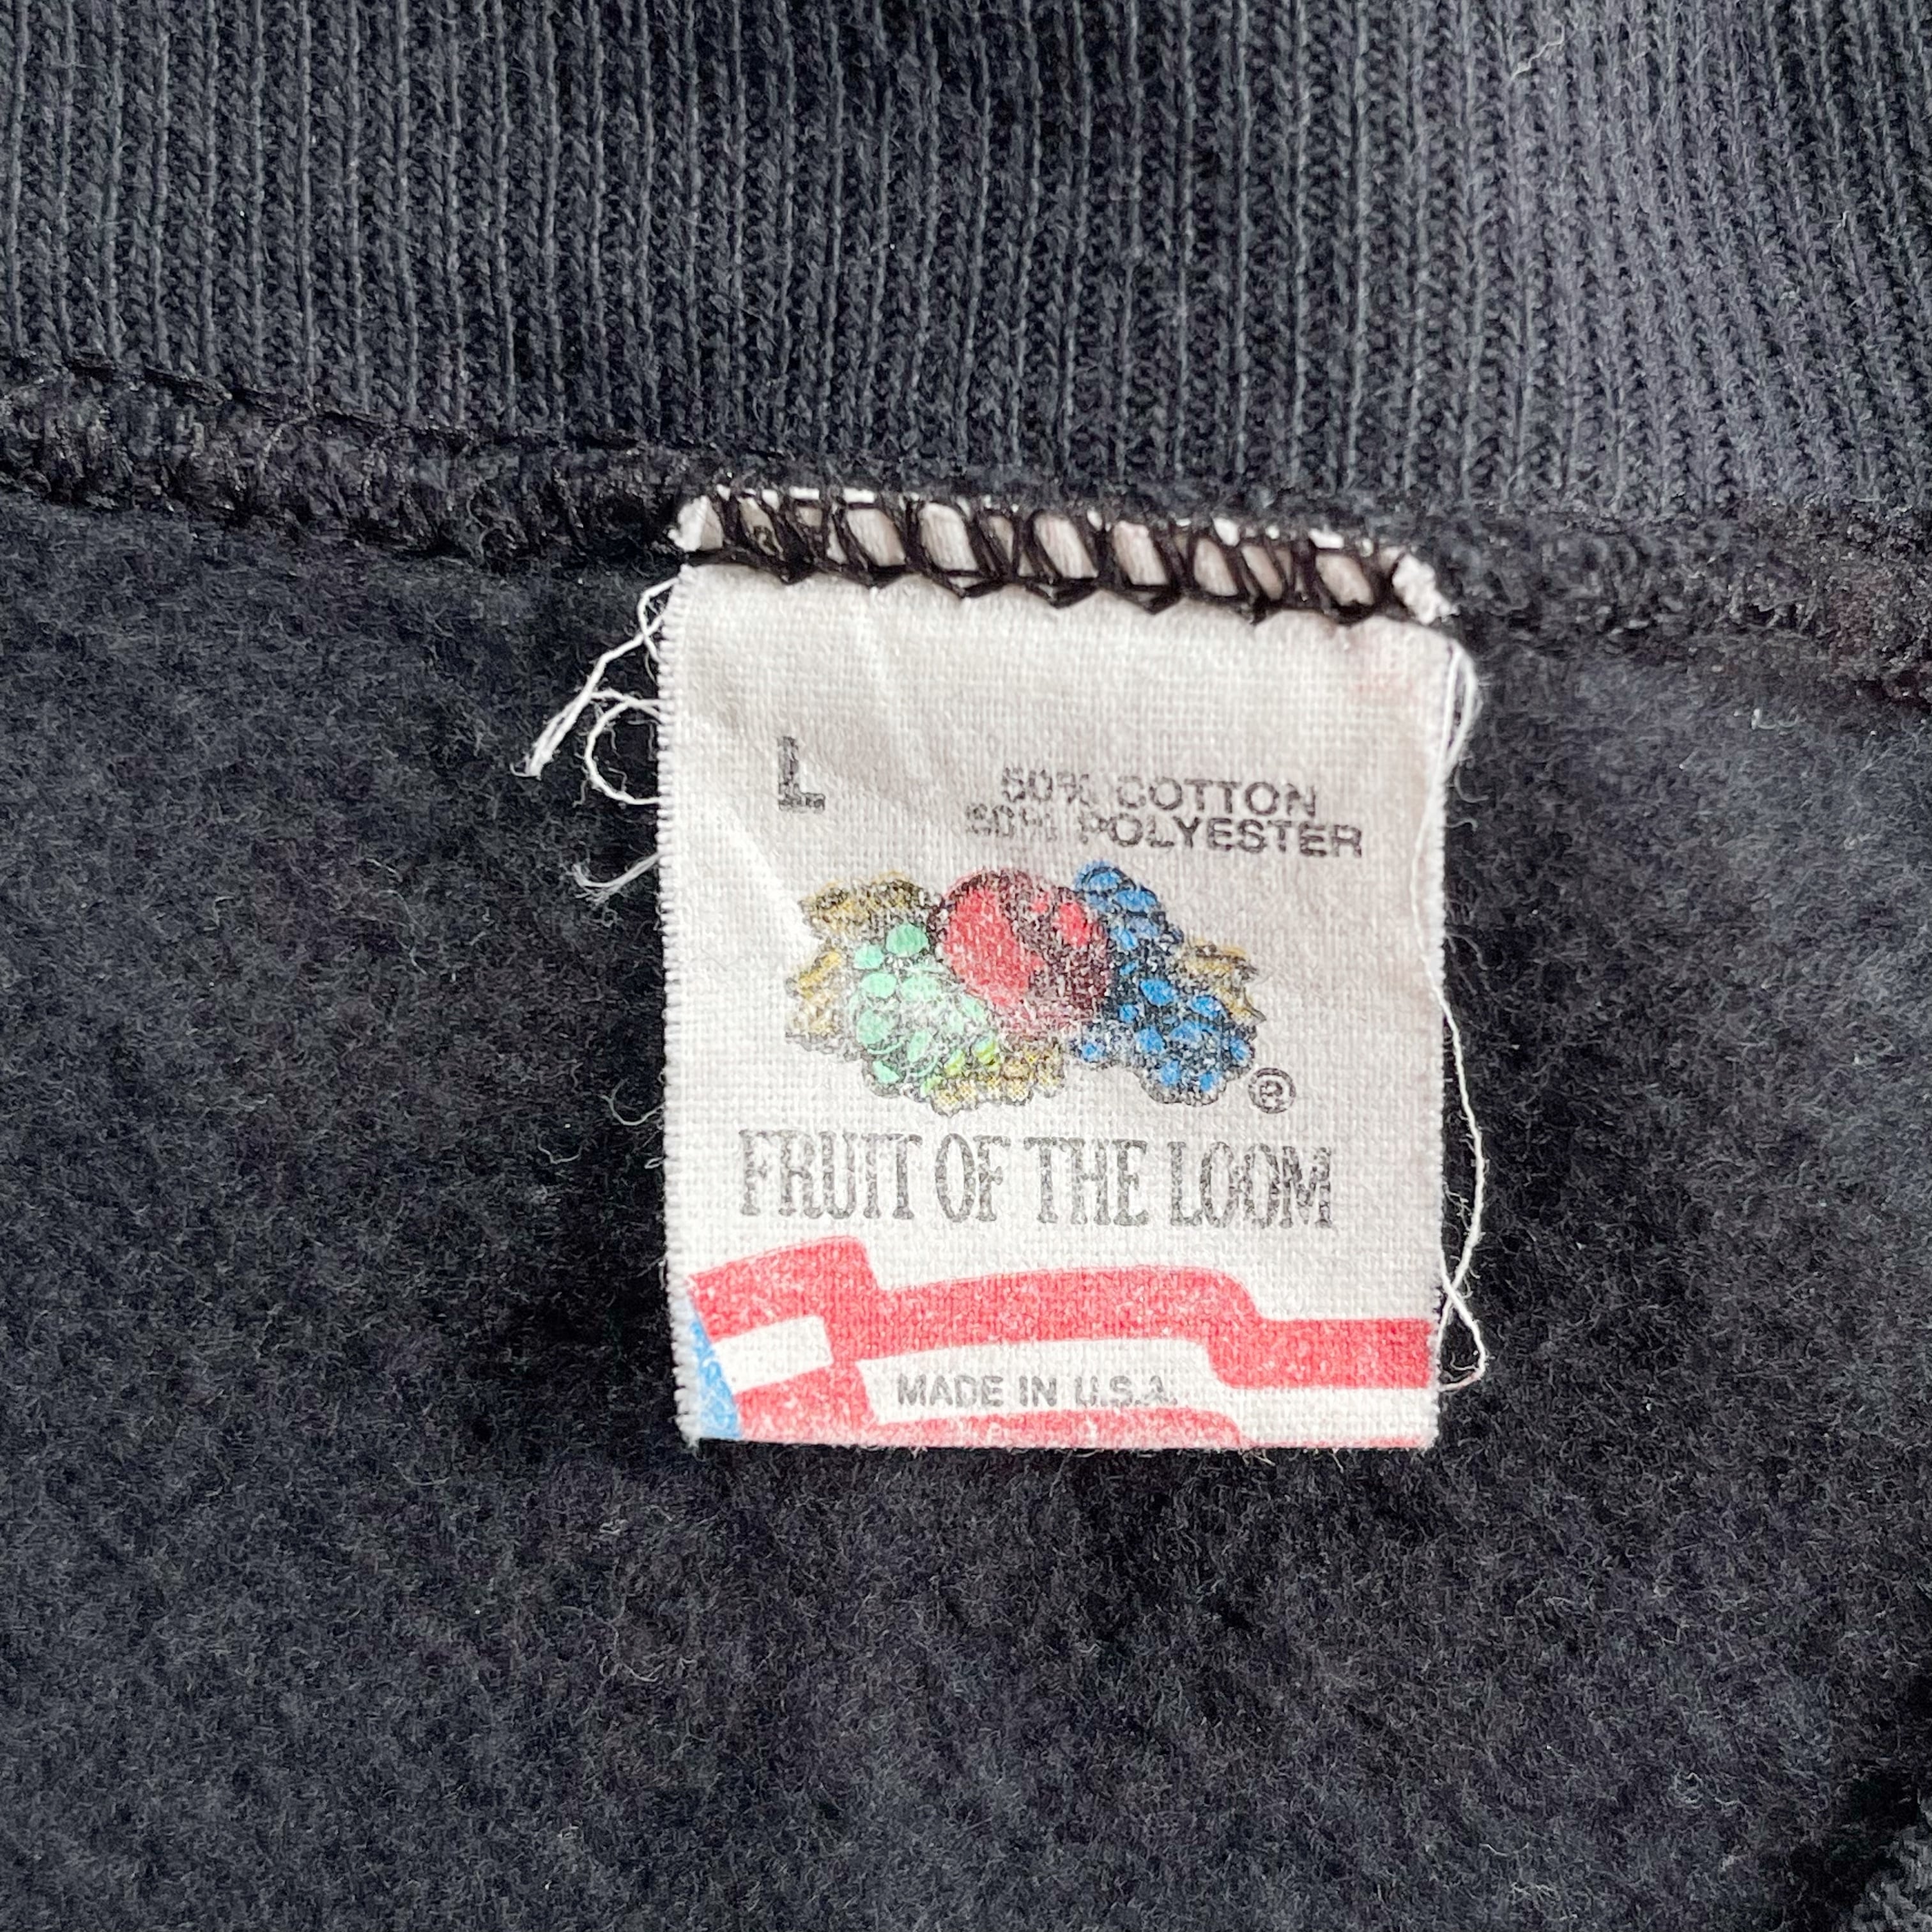 L
50% COTTON
50% POLYESTER
®
FRUIT OF THE LOOM
MADE IN U.S.A.